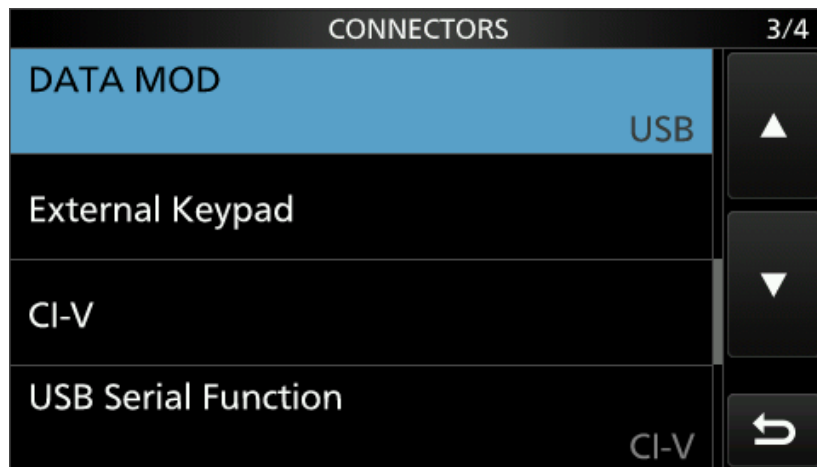 CONNECTORS 3/4
DATA MOD
USB
External Keypad
CI-V
USB Serial Function
CI-V